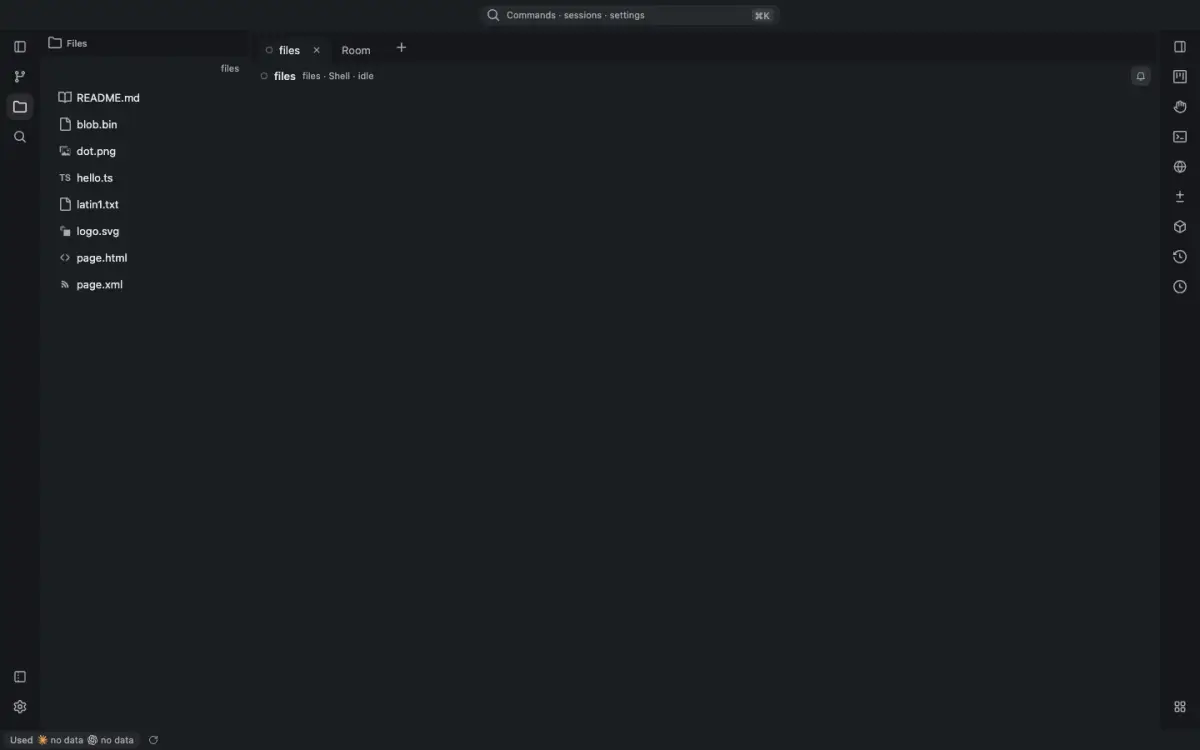 Commands · sessions · settings ⌘K
Files
files
README.md
blob.bin
dot.png
TS hello.ts
latin1.txt
logo.svg
page.html
page.xml
files × Room +
files files · Shell · idle
Used no data no data